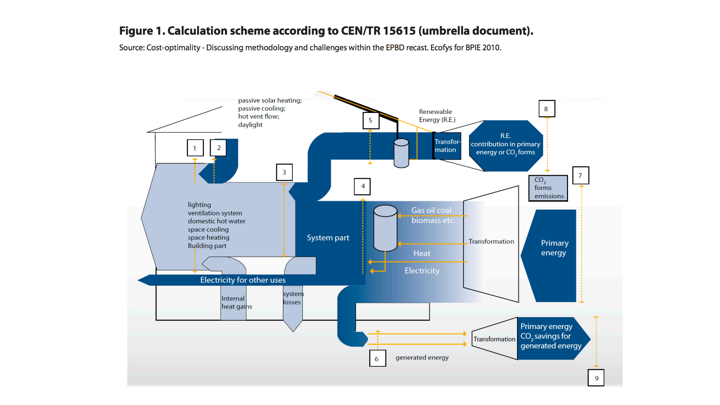 Figure 1. Calculation scheme according to CEN/TR 15615 (umbrella document).
Source: Cost-optimality - Discussing methodology and challenges within the EPBD recast. Ecofys for BPIE 2010.
passive solar heating;
passive cooling;
hot vent flow;
daylight
1
2
3
4
5
Renewable
Energy (R.E.)
Transfor-
mation
R.E.
contribution in primary
energy or CO2 forms
8
7
CO2
forms
emissions
lighting
ventilation system
domestic hot water
space cooling
space heating
Building part
System part
Gas oil coal
biomass etc.
Heat
Electricity
Transformation
Primary
energy
Electricity for other uses
Internal
heat gains
system
losses
6
generated energy
Transformation
Primary energy
CO2 savings for
generated energy
9